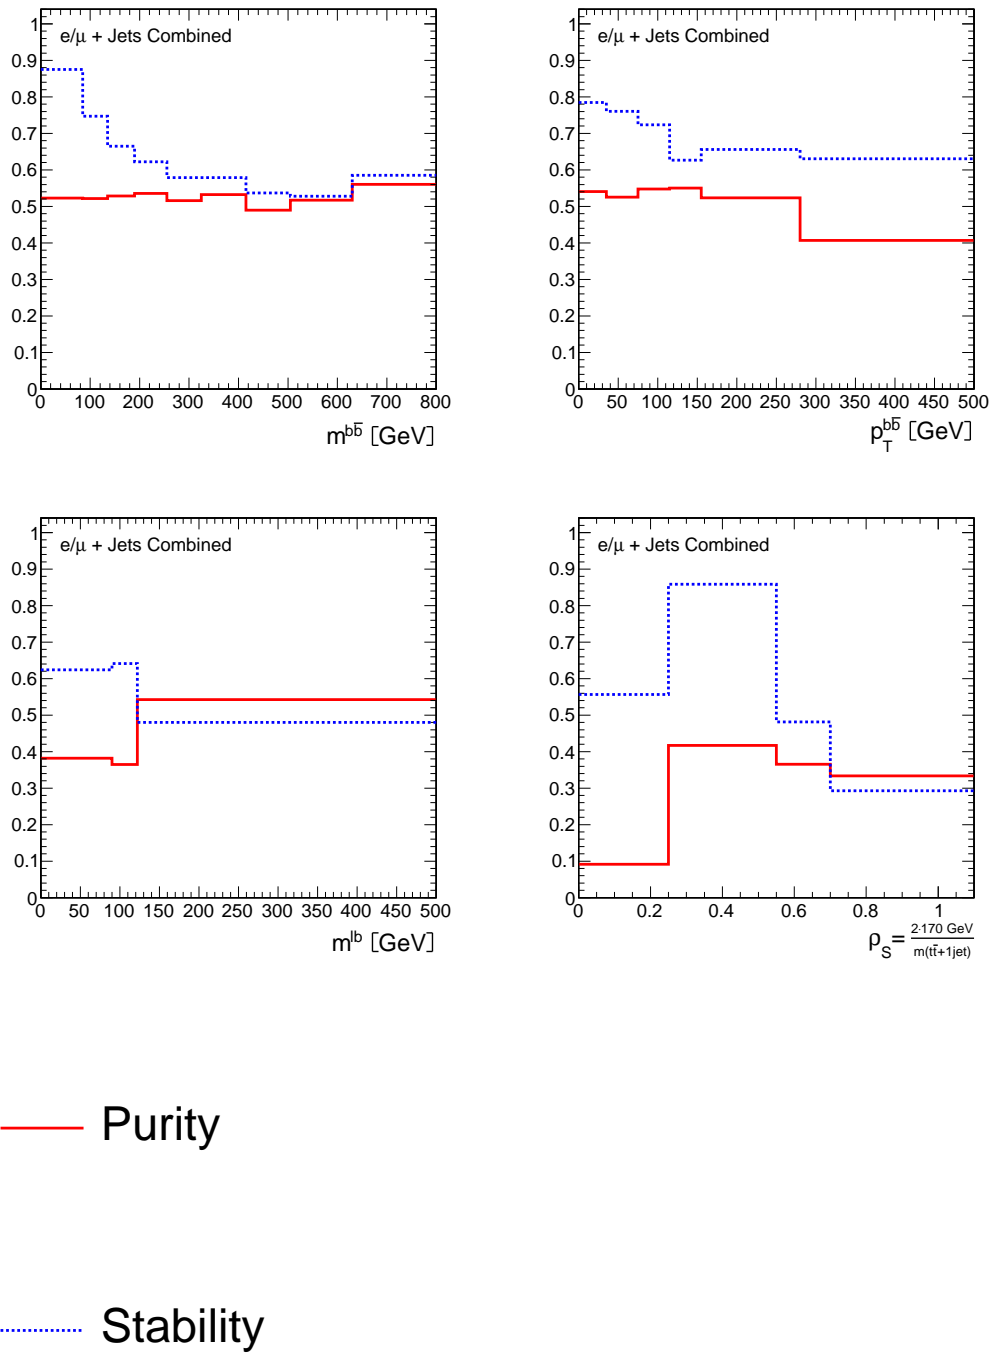 e/μ + Jets Combined
1
0.9
0.8
0.7
0.6
0.5
0.4
0.3
0.2
0.1
0
0 100 200 300 400 500 600 700 800
m^{bb̅} [GeV]
e/μ + Jets Combined
1
0.9
0.8
0.7
0.6
0.5
0.4
0.3
0.2
0.1
0
0 50 100 150 200 250 300 350 400 450 500
p_T^{bb̅} [GeV]
e/μ + Jets Combined
1
0.9
0.8
0.7
0.6
0.5
0.4
0.3
0.2
0.1
0
0 50 100 150 200 250 300 350 400 450 500
m^{lb} [GeV]
e/μ + Jets Combined
1
0.9
0.8
0.7
0.6
0.5
0.4
0.3
0.2
0.1
0
0 0.2 0.4 0.6 0.8 1
ρ_S = 2·170 GeV
m(tt̅+1jet)
Purity
Stability